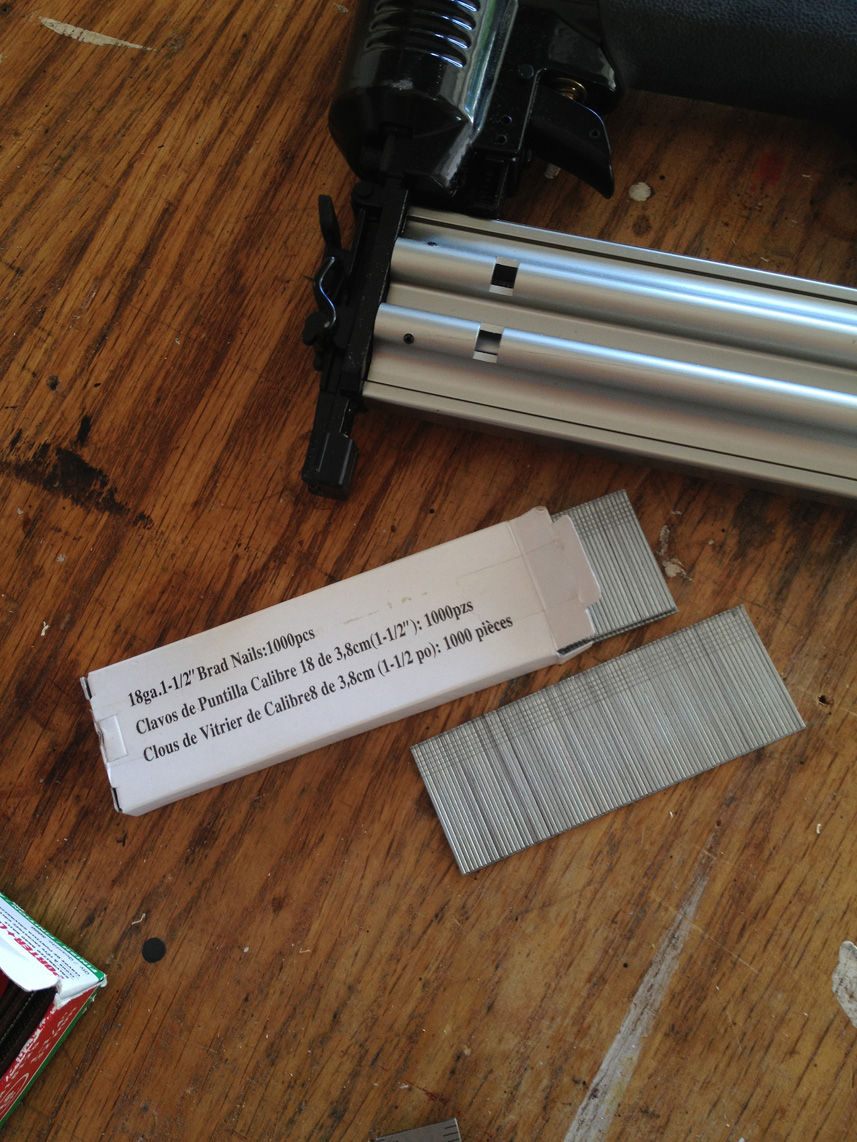 18ga.1-1/2" Brad Nails:1000pcs
Clavos de Puntilla Calibre 18 de 3,8cm(1-1/2"); 1000pzs
Clous de Vitrier de Calibre8 de 3,8cm (1-1/2 po): 1000 pièces
PORTER+C